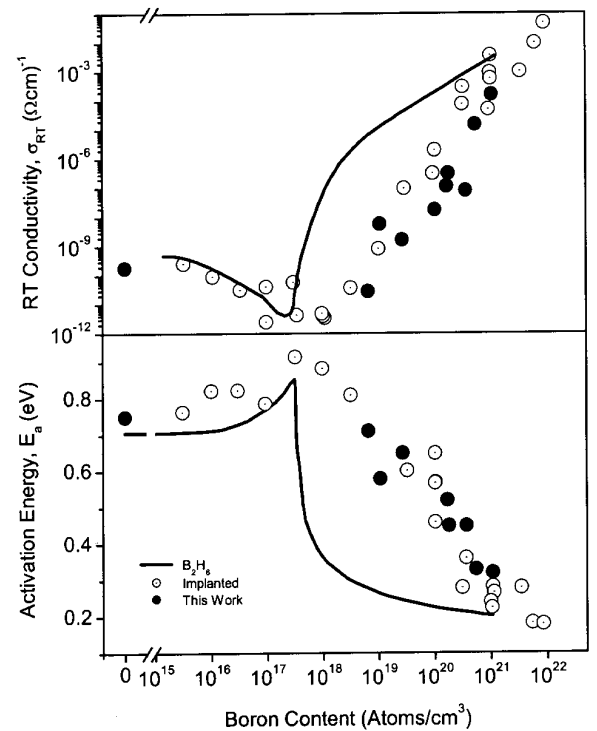 RT Conductivity, σ_RT (Ωcm)⁻¹
10⁻³
10⁻⁶
10⁻⁹
10⁻¹²
Activation Energy, E_a (eV)
0.8
0.6
0.4
0.2
B₂H₆
Implanted
This Work
0 10¹⁵ 10¹⁶ 10¹⁷ 10¹⁸ 10¹⁹ 10²⁰ 10²¹ 10²²
Boron Content (Atoms/cm³)